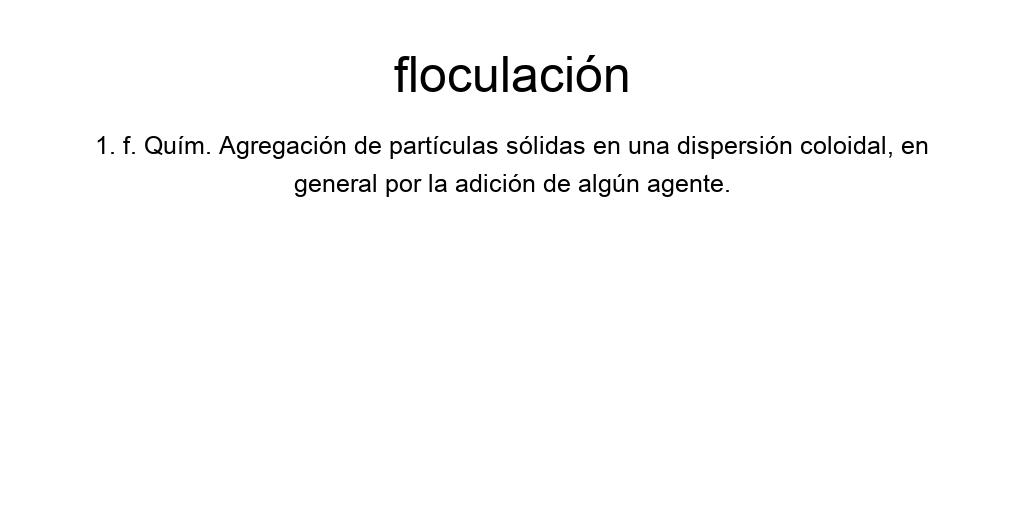 floculación
1. f. Quím. Agregación de partículas sólidas en una dispersión coloidal, en
general por la adición de algún agente.